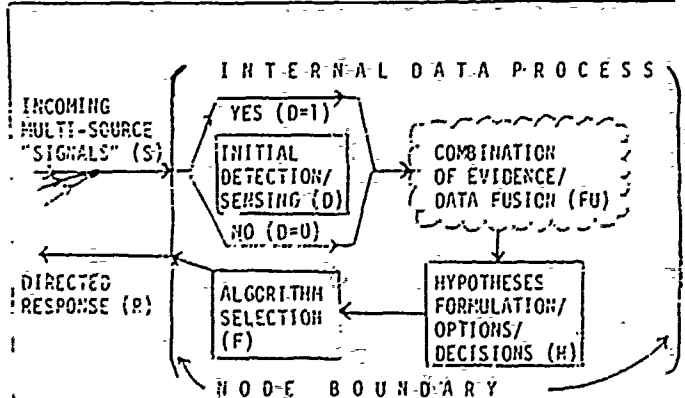 INTERNAL DATA PROCESS
INCOMING
MULTI-SOURCE
"SIGNALS" (S)
YES (D=1)
INITIAL
DETECTION/
SENSING (D)
NO (D=0)
COMBINATION
OF EVIDENCE/
DATA FUSION (FU)
DIRECTED
RESPONSE (R)
ALGORITHM
SELECTION
(F)
HYPOTHESES
FORMULATION/
OPTIONS/
DECISIONS (H)
NODE BOUNDARY